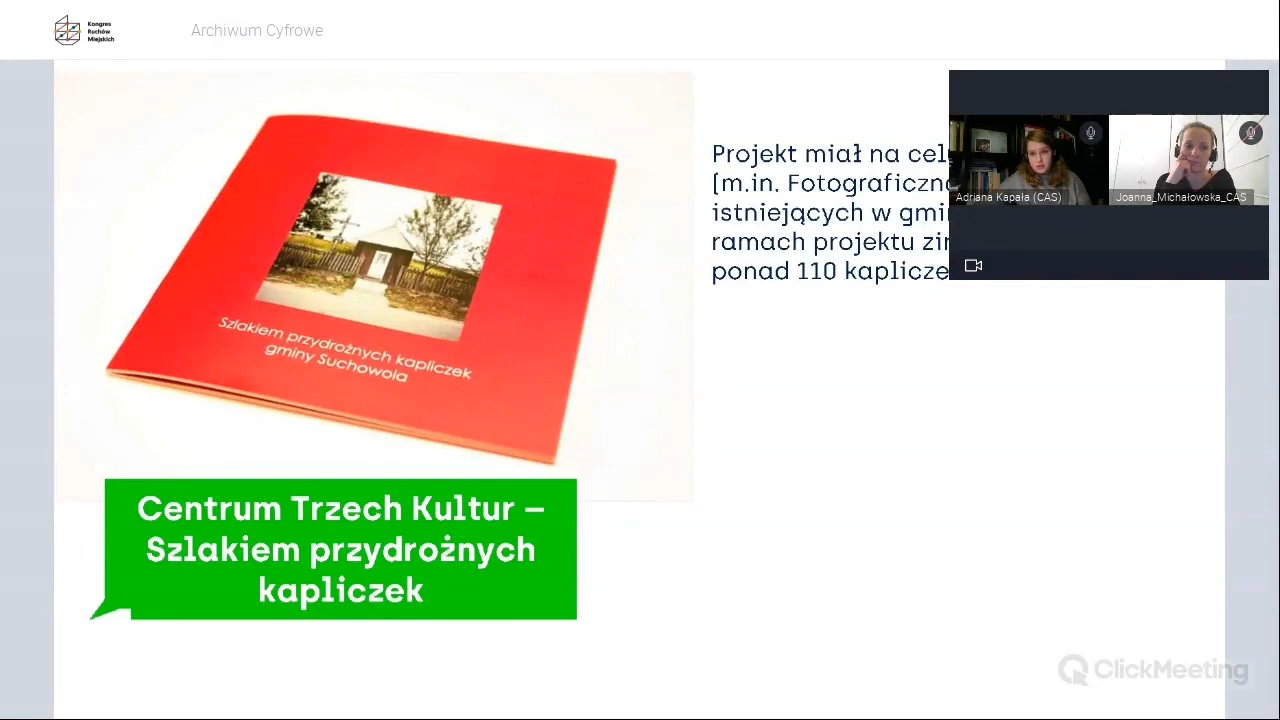 Kongres
Ruchów
Miejskich
Archiwum Cyfrowe
Szlakiem przydrożnych kapliczek
gminy Suchowola
Centrum Trzech Kultur –
Szlakiem przydrożnych
kapliczek
Projekt miał na cel
(m.in. Fotograficzn
istniejących w gmi
ramach projektu zi
ponad 110 kaplicze
Adriana Kapała (CAS)
Joanna_Michałowska_CAS
ClickMeeting